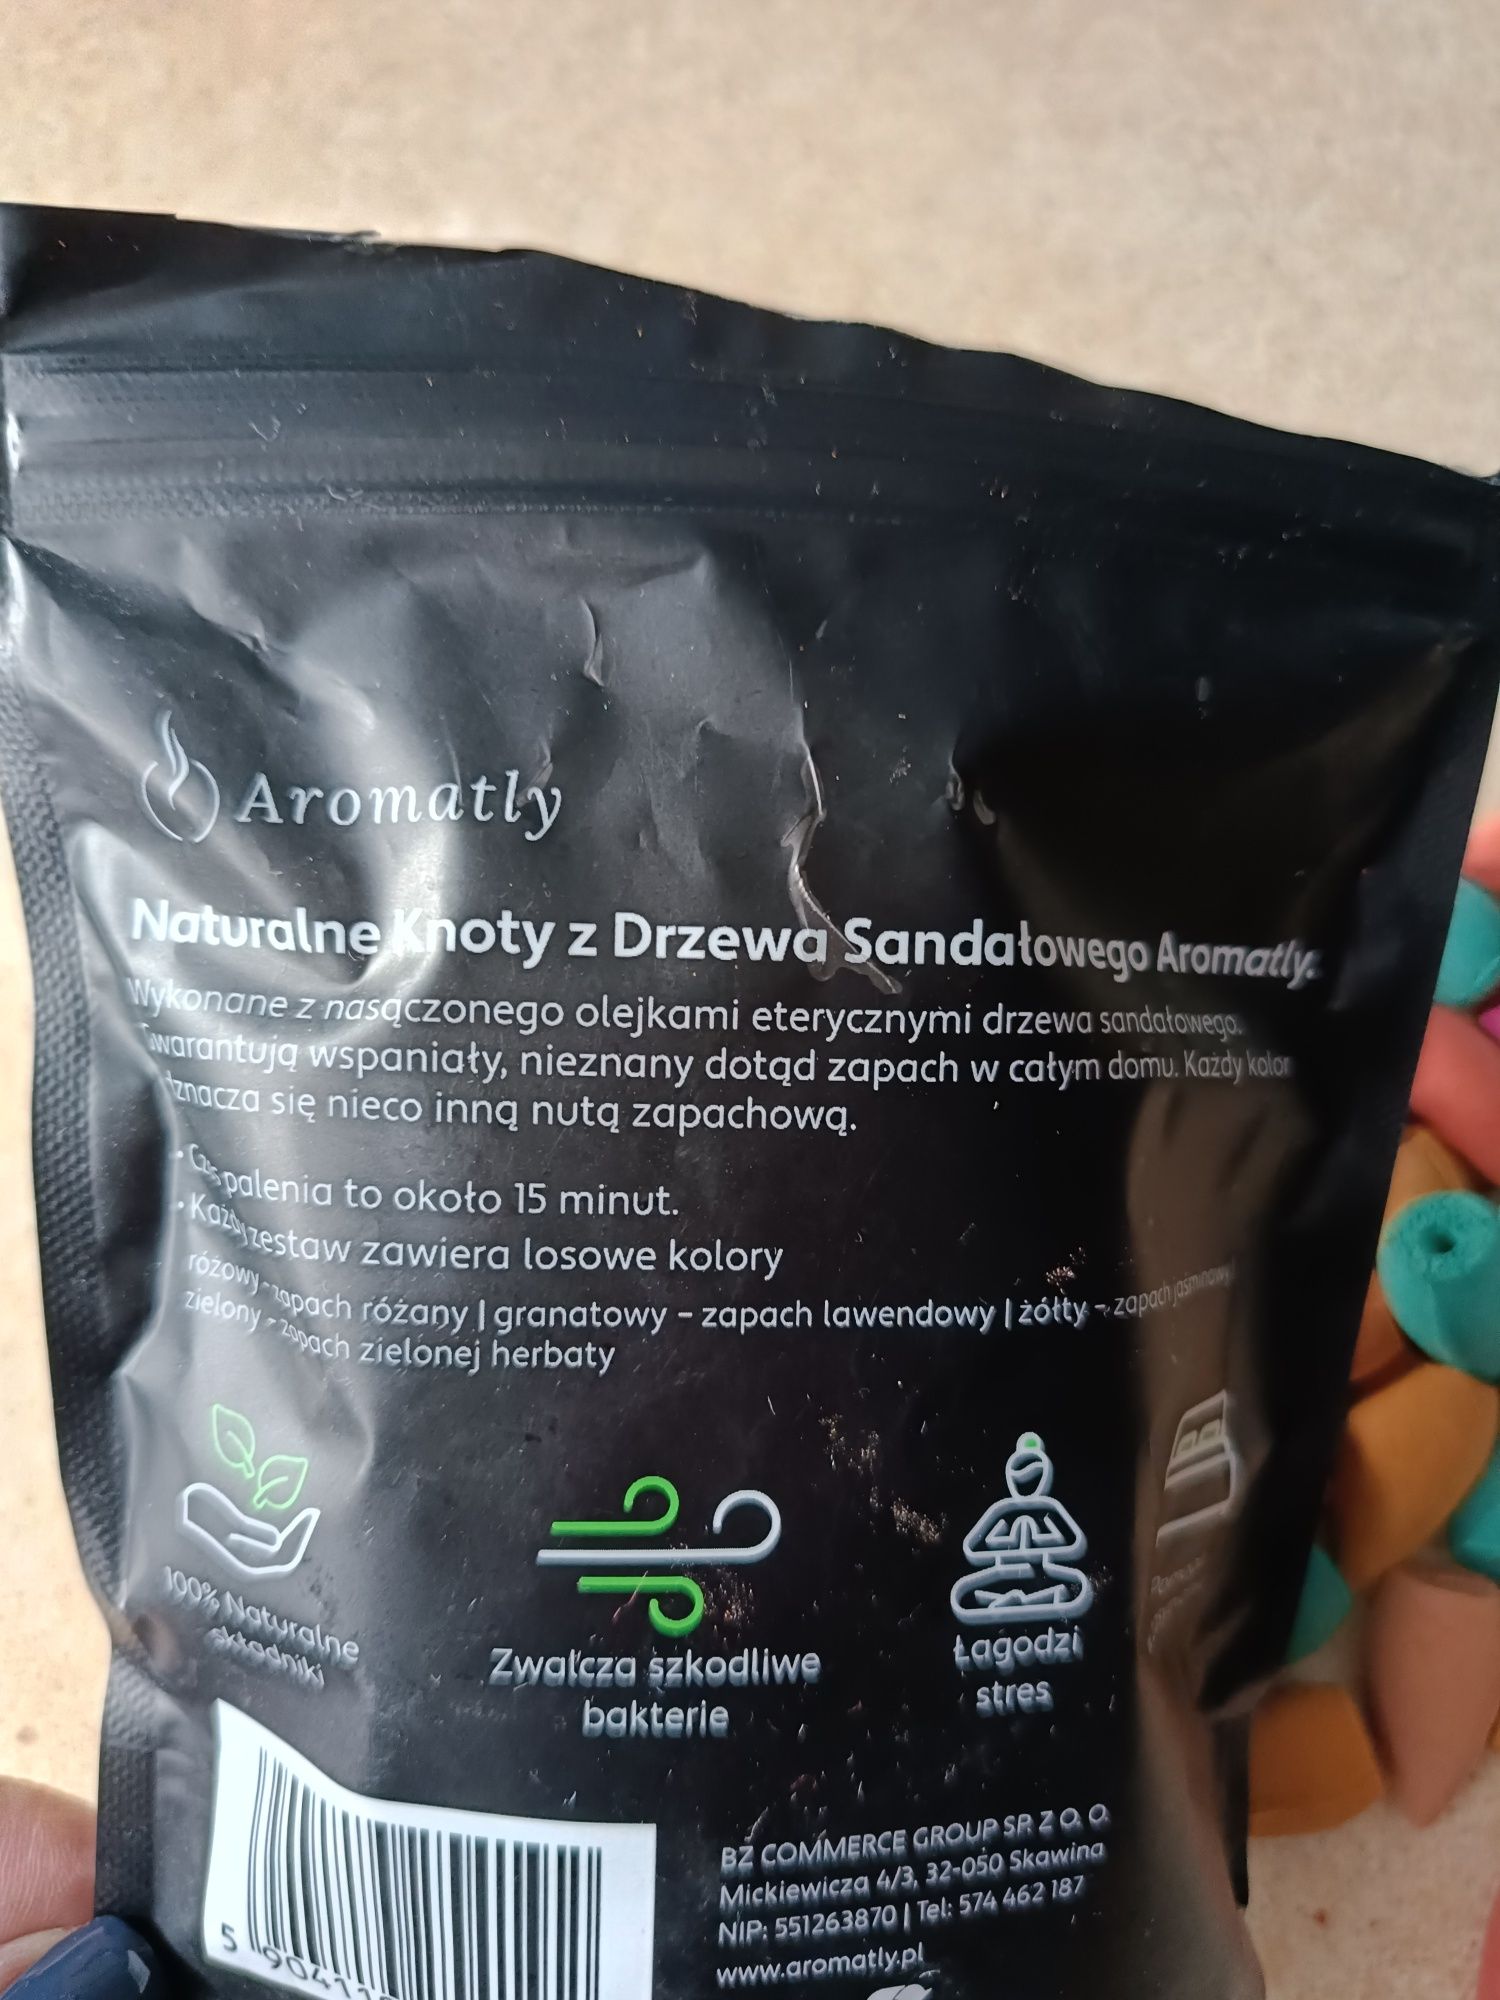 Aromatly
Naturalne Knoty z Drzewa Sandałowego Aromatly.
Wykonane z nasączonego olejkami eterycznymi drzewa sandałowego.
Gwarantują wspaniały, nieznany dotąd zapach w całym domu. Każdy kolor
znacza się nieco inną nutą zapachową.
• Czas palenia to około 15 minut.
• Każdy zestaw zawiera losowe kolory
różowy - zapach różany | granatowy - zapach lawendowy | żółty - zapach jaśminowy
zielony - zapach zielonej herbaty
100% Naturalne
składniki
Zwalcza szkodliwe
bakterie
Łagodzi
stres
BZ COMMERCE GROUP SP. Z O. O.
Mickiewicza 4/3, 32-050 Skawina
NIP: 551263870 | Tel: 574 462 187
www.aromatly.pl
5 90411